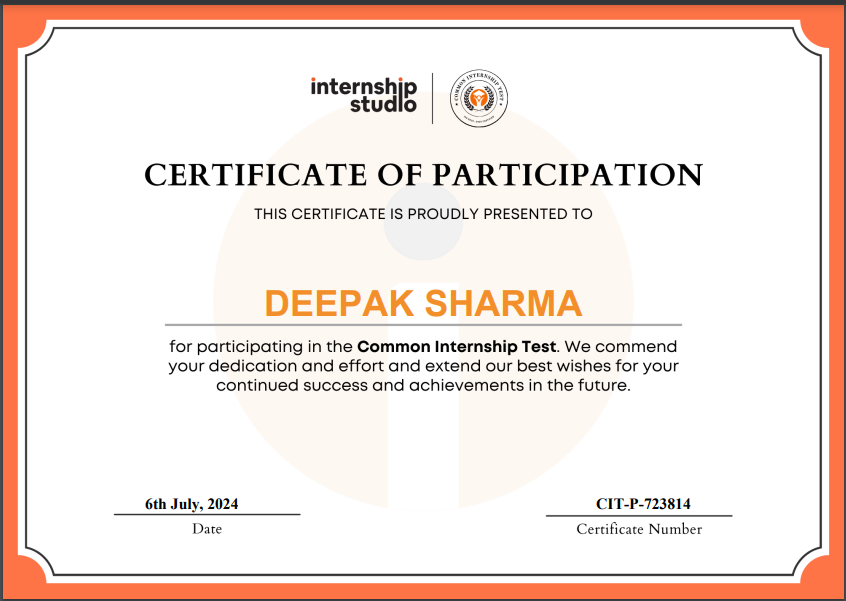 internship
studio
COMMON INTERNSHIP TEST
CERTIFICATE OF PARTICIPATION
THIS CERTIFICATE IS PROUDLY PRESENTED TO
DEEPAK SHARMA
for participating in the Common Internship Test. We commend
your dedication and effort and extend our best wishes for your
continued success and achievements in the future.
6th July, 2024
Date
CIT-P-723814
Certificate Number